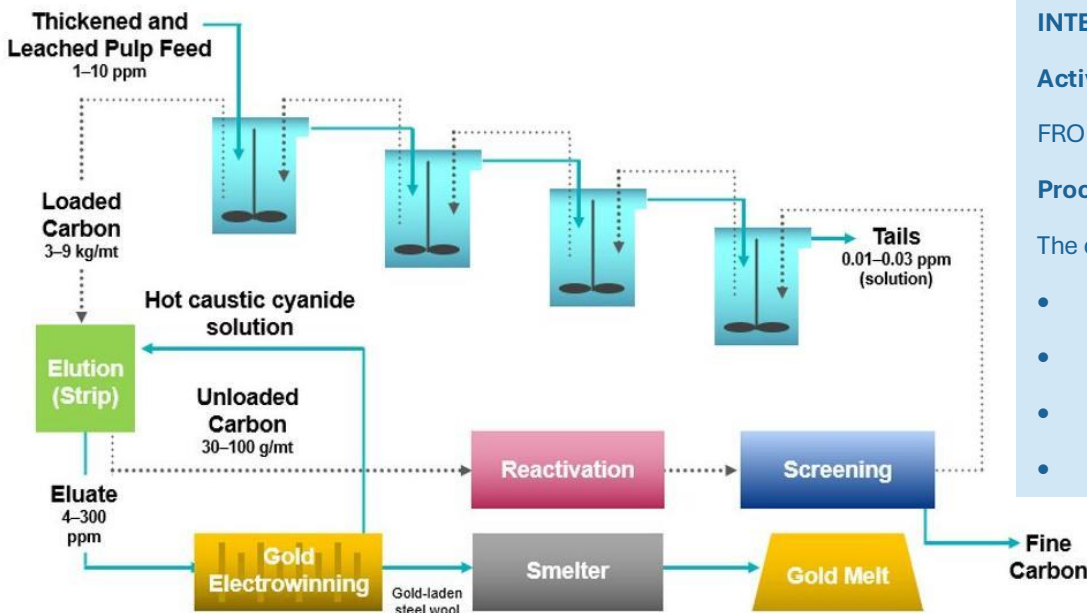 Thickened and
Leached Pulp Feed
1–10 ppm
Loaded
Carbon
3–9 kg/mt
Tails
0.01–0.03 ppm
(solution)
Hot caustic cyanide
solution
Elution
(Strip)
Unloaded
Carbon
30–100 g/mt
Reactivation
Screening
Eluate
4–300
ppm
Gold
Electrowinning
Gold-laden
steel wool
Smelter
Gold Melt
Fine
Carbon
INTE
Activ
FRO
Proc
The
•
•
•
•